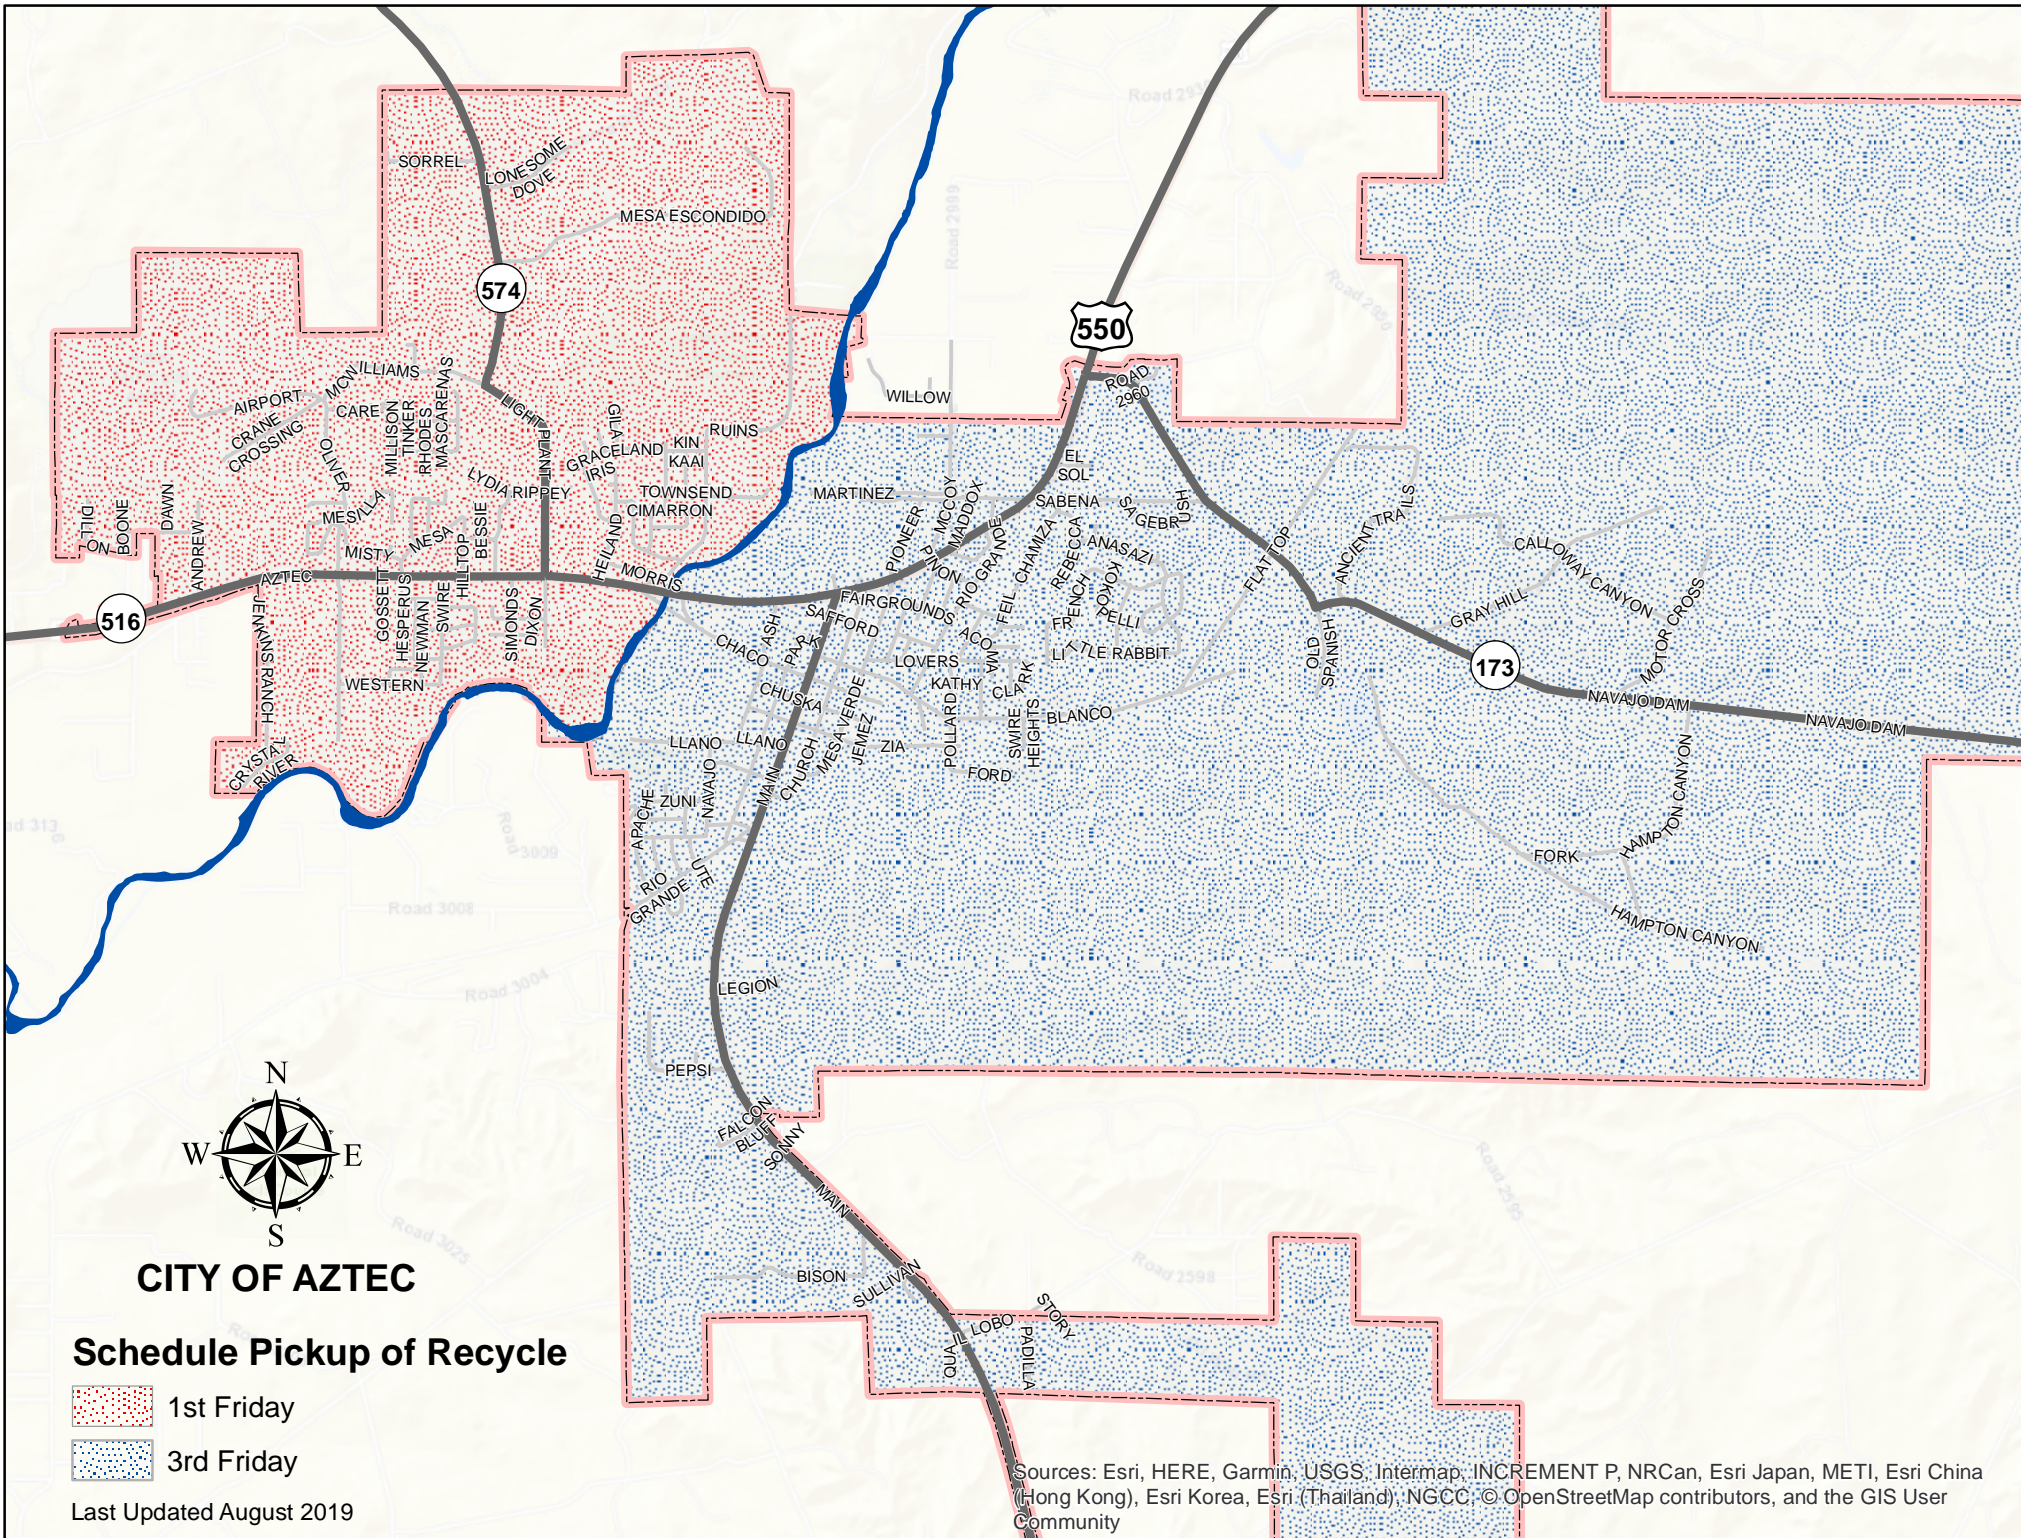 Road 293
SORREL
LONESOME
DOVE
MESA ESCONDIDO
Road 2999
574
Road 2950
550
ROAD
2960
WILLOW
MCWILLIAMS
AIRPORT
CRANE
CROSSING
CARE
MILLISON
TINKER
RHODES
MASCARENAS
OLIVER
LIGHT PLANT
GILA
GRACELAND
IRIS
KIN
KAAI
RUINS
LYDIA RIPPEY
TOWNSEND
CIMARRON
DILLON
BOONE
DAWN
ANDREW
MESILLA
MISTY
MESA
HILLTOP
BESSIE
HEILAND
MORRIS
AZTEC
516
JENKINS RANCH
GOSSETT
HESPERUS
NEWMAN
SWIRE
SIMONDS
DIXON
WESTERN
CRYSTAL
RIVER
MARTINEZ
PIONEER
MCCOY
MADDOX
PINON
RIO GRANDE
EL
SOL
SABENA
SAGEBRUSH
CHAMIZA
FEIL
REBECCA
ANASAZI
KOKO
FRENCH
PELLI
LITTLE RABBIT
FLAT TOP
ANCIENT TRAILS
CALLOWAY CANYON
GRAY HILL
MOTOR CROSS
OLD
SPANISH
173
NAVAJO DAM
NAVAJO DAM
FAIRGROUNDS
SAFFORD
ASH
PARK
CHACO
ACOMA
LOVERS
KATHY
CLARK
CHUSKA
MESA VERDE
JEMEZ
POLLARD
SWIRE
HEIGHTS
BLANCO
LLANO
LLANO
ZIA
FORD
MAIN
CHURCH
NAVAJO
ZUNI
APACHE
UTE
RIO
GRANDE
HAMPTON CANYON
FORK
HAMPTON CANYON
ad 313
Road
3009
Road 3008
Road 3004
LEGION
PEPSI
FALCON
BLUFF
SONNY
MAIN
BISON
SULLIVAN
QUAIL
LOBO
STORY
PADILLA
Road 2595
Road 2598
Road 3025
N
W
E
S
CITY OF AZTEC
Schedule Pickup of Recycle
1st Friday
3rd Friday
Last Updated August 2019
Sources: Esri, HERE, Garmin, USGS, Intermap, INCREMENT P, NRCan, Esri Japan, METI, Esri China
(Hong Kong), Esri Korea, Esri (Thailand), NGCC, © OpenStreetMap contributors, and the GIS User
Community